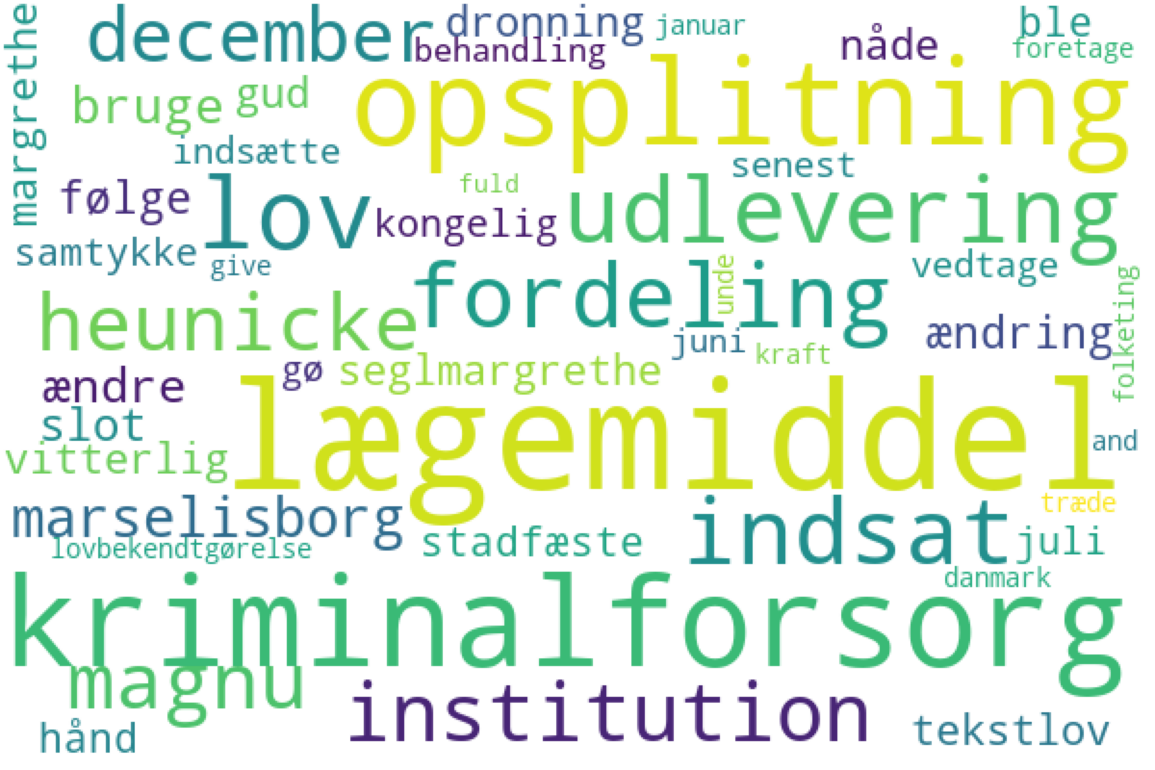 margrethe
december
dronning
januar
ble
behandling
nåde
foretage
bruge
gud
opsplitning
indsætte
senest
følge
lov
fuld
kongelig
udlevering
samtykke
give
fordeling
unde
vedtage
folketing
heunicke
juni
kraft
ændring
ændre
gø
seglmargrethe
lægemiddel
slot
and
vitterlig
marselisborg
stadfæste
indsat
træde
juli
lovbekendtgørelse
danmark
kriminalforsorg
magnu
institution
hånd
tekstlov